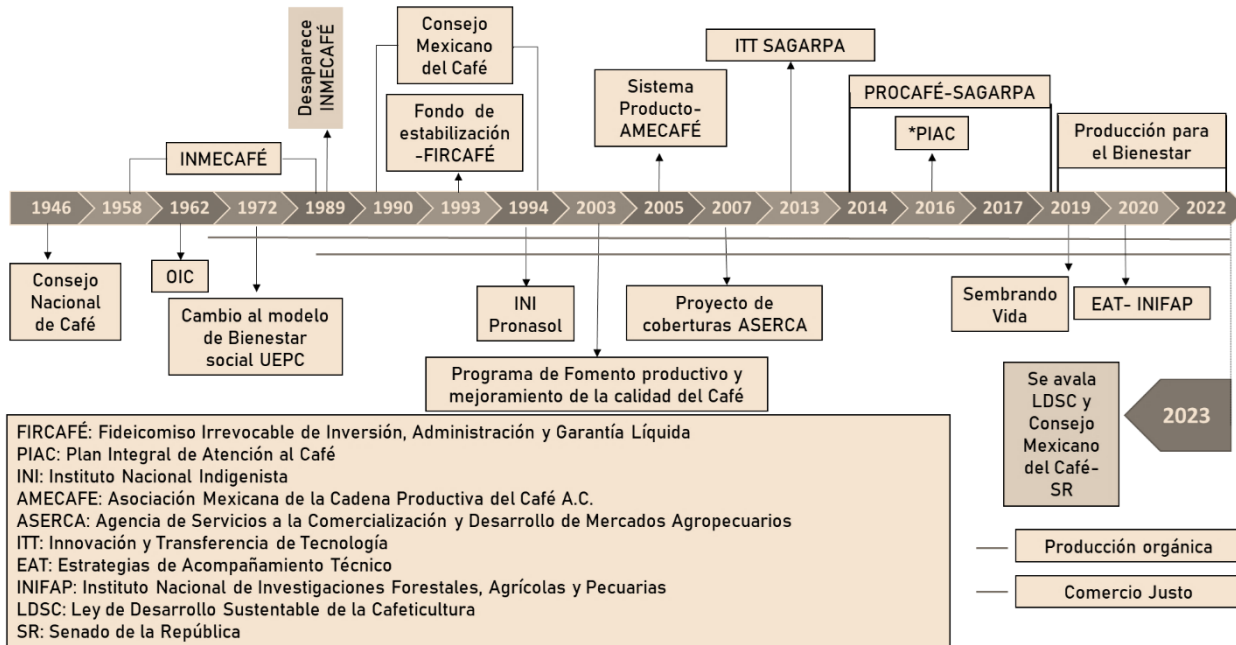 Desaparece
INMECAFÉ
Consejo
Mexicano
del Café
ITT SAGARPA
Fondo de
estabilización
-FIRCAFÉ
Sistema
Producto-
AMECAFÉ
PROCAFÉ-SAGARPA
*PIAC
Producción para
el Bienestar
INMECAFÉ
1946 1958 1962 1972 1989 1990 1993 1994 2003 2005 2007 2013 2014 2016 2017 2019 2020 2022
Consejo
Nacional
de Café
OIC
Cambio al modelo
de Bienestar
social UEPC
INI
Pronasol
Proyecto de
coberturas ASERCA
Sembrando
Vida
EAT- INIFAP
Programa de Fomento productivo y
mejoramiento de la calidad del Café
Se avala
LDSC y
Consejo
Mexicano
del Café-
SR
2023
FIRCAFÉ: Fideicomiso Irrevocable de Inversión, Administración y Garantía Líquida
PIAC: Plan Integral de Atención al Café
INI: Instituto Nacional Indigenista
AMECAFE: Asociación Mexicana de la Cadena Productiva del Café A.C.
ASERCA: Agencia de Servicios a la Comercialización y Desarrollo de Mercados Agropecuarios
ITT: Innovación y Transferencia de Tecnología
EAT: Estrategias de Acompañamiento Técnico
INIFAP: Instituto Nacional de Investigaciones Forestales, Agrícolas y Pecuarias
LDSC: Ley de Desarrollo Sustentable de la Cafeticultura
SR: Senado de la República
Producción orgánica
Comercio Justo